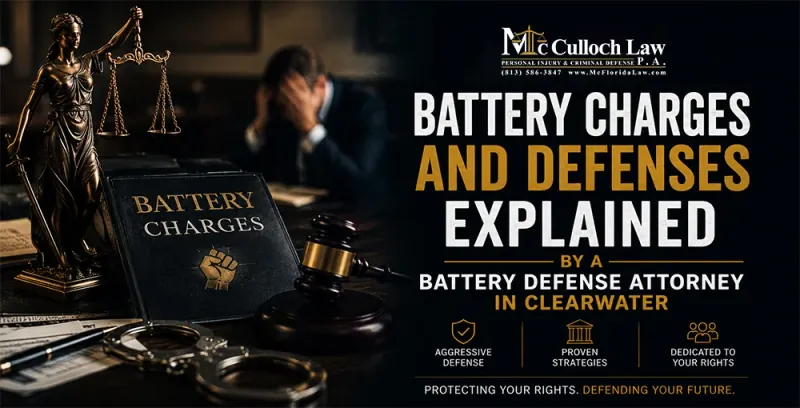 McCulloch Law
PERSONAL INJURY & CRIMINAL DEFENSE P.A.
(813) 586-3847 www.McFloridaLaw.com
BATTERY CHARGES
AND DEFENSES
EXPLAINED
BY A
BATTERY DEFENSE ATTORNEY
IN CLEARWATER
AGGRESSIVE
DEFENSE
PROVEN
STRATEGIES
DEDICATED TO
YOUR RIGHTS
PROTECTING YOUR RIGHTS. DEFENDING YOUR FUTURE.
BATTERY
CHARGES